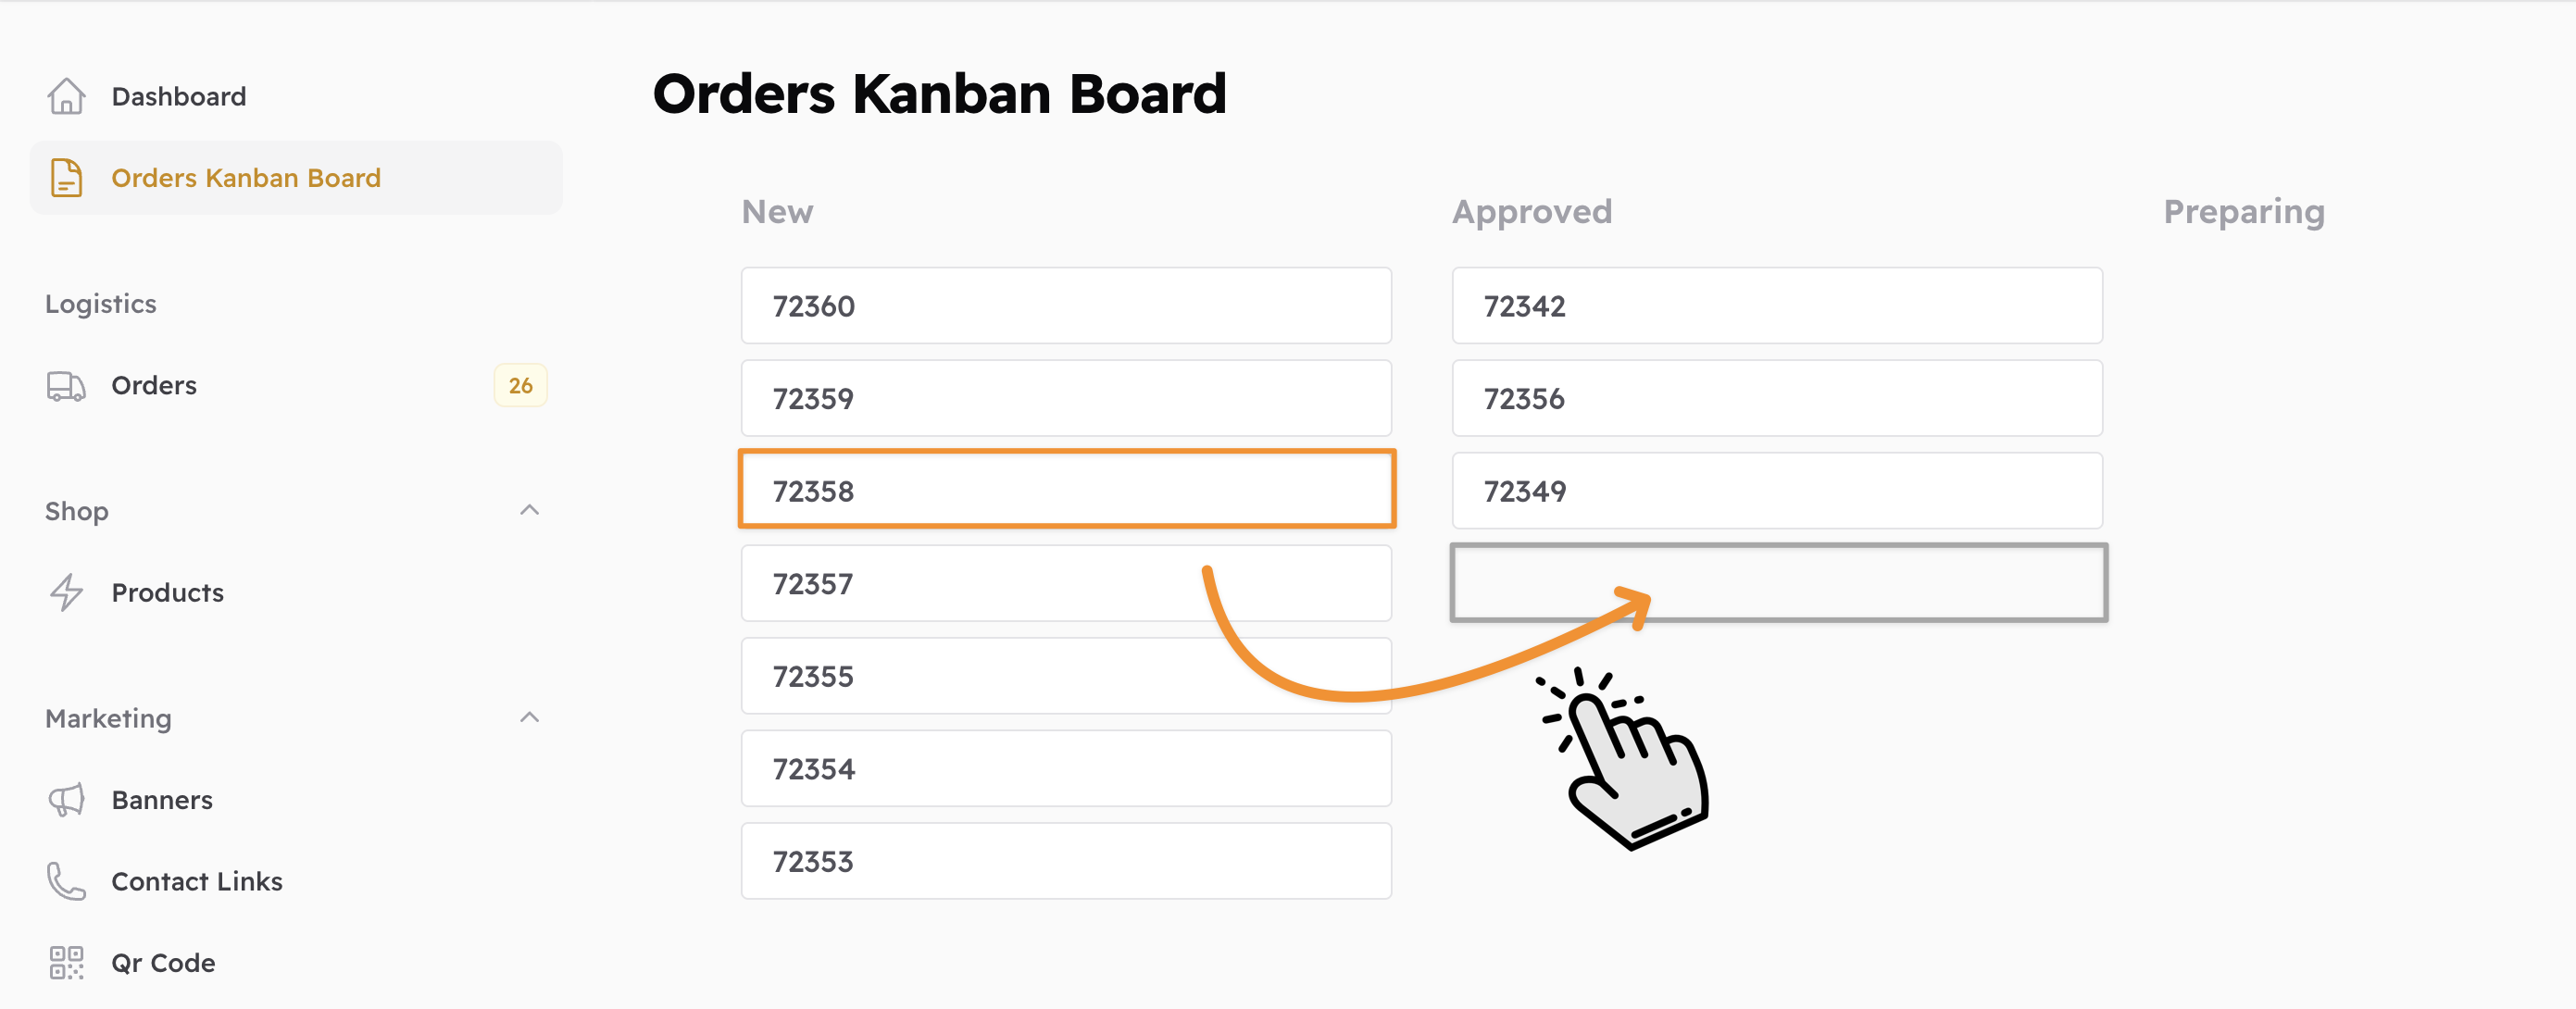 Dashboard
Orders Kanban Board
Logistics
Orders 26
Shop
Products
Marketing
Banners
Contact Links
Qr Code
Orders Kanban Board
New
72360
72359
72358
72357
72355
72354
72353
Approved
72342
72356
72349
Preparing